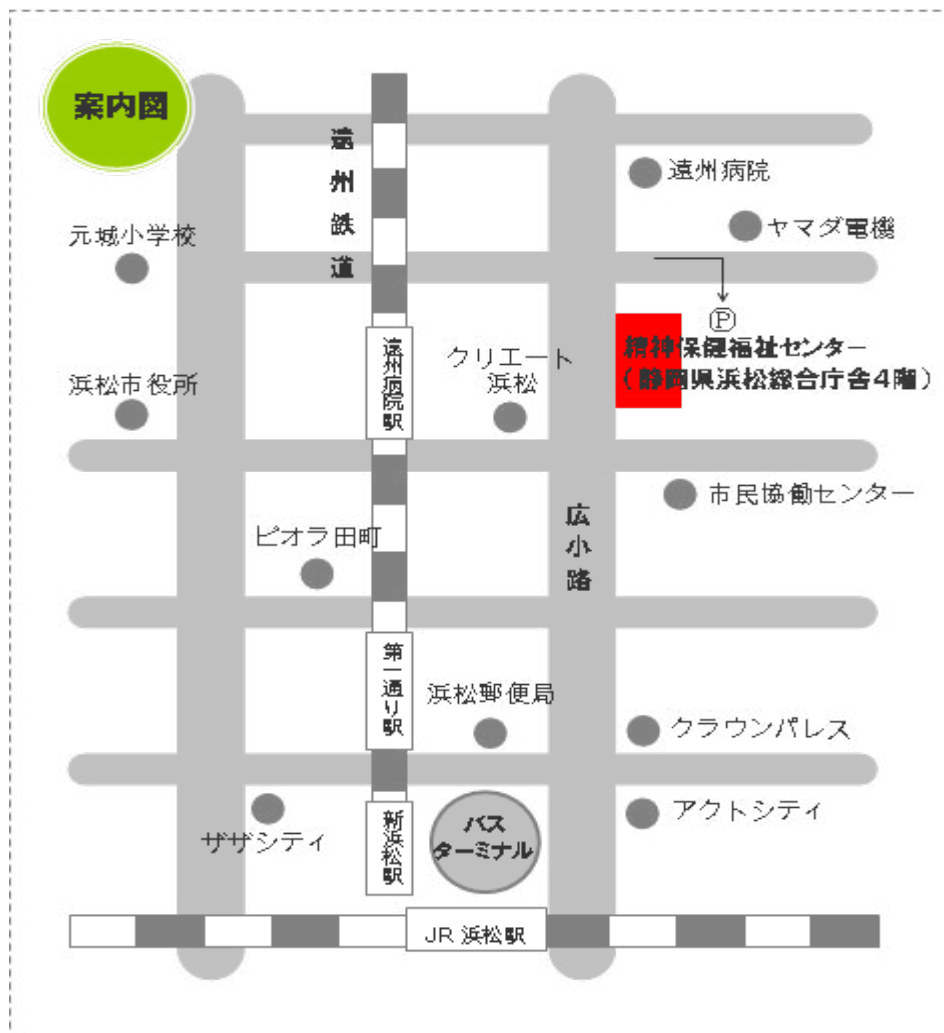 案内図
遠州鉄道
遠州病院
ヤマダ電機
元城小学校
Ⓟ
遠州病院駅
クリエート
浜松
精神保健福祉センター
(静岡県浜松総合庁舎4階)
浜松市役所
市民協働センター
広小路
ピオラ田町
第一通り駅
浜松郵便局
クラウンパレス
アクトシティ
ザザシティ
新浜松駅
バス
ターミナル
JR 浜松駅